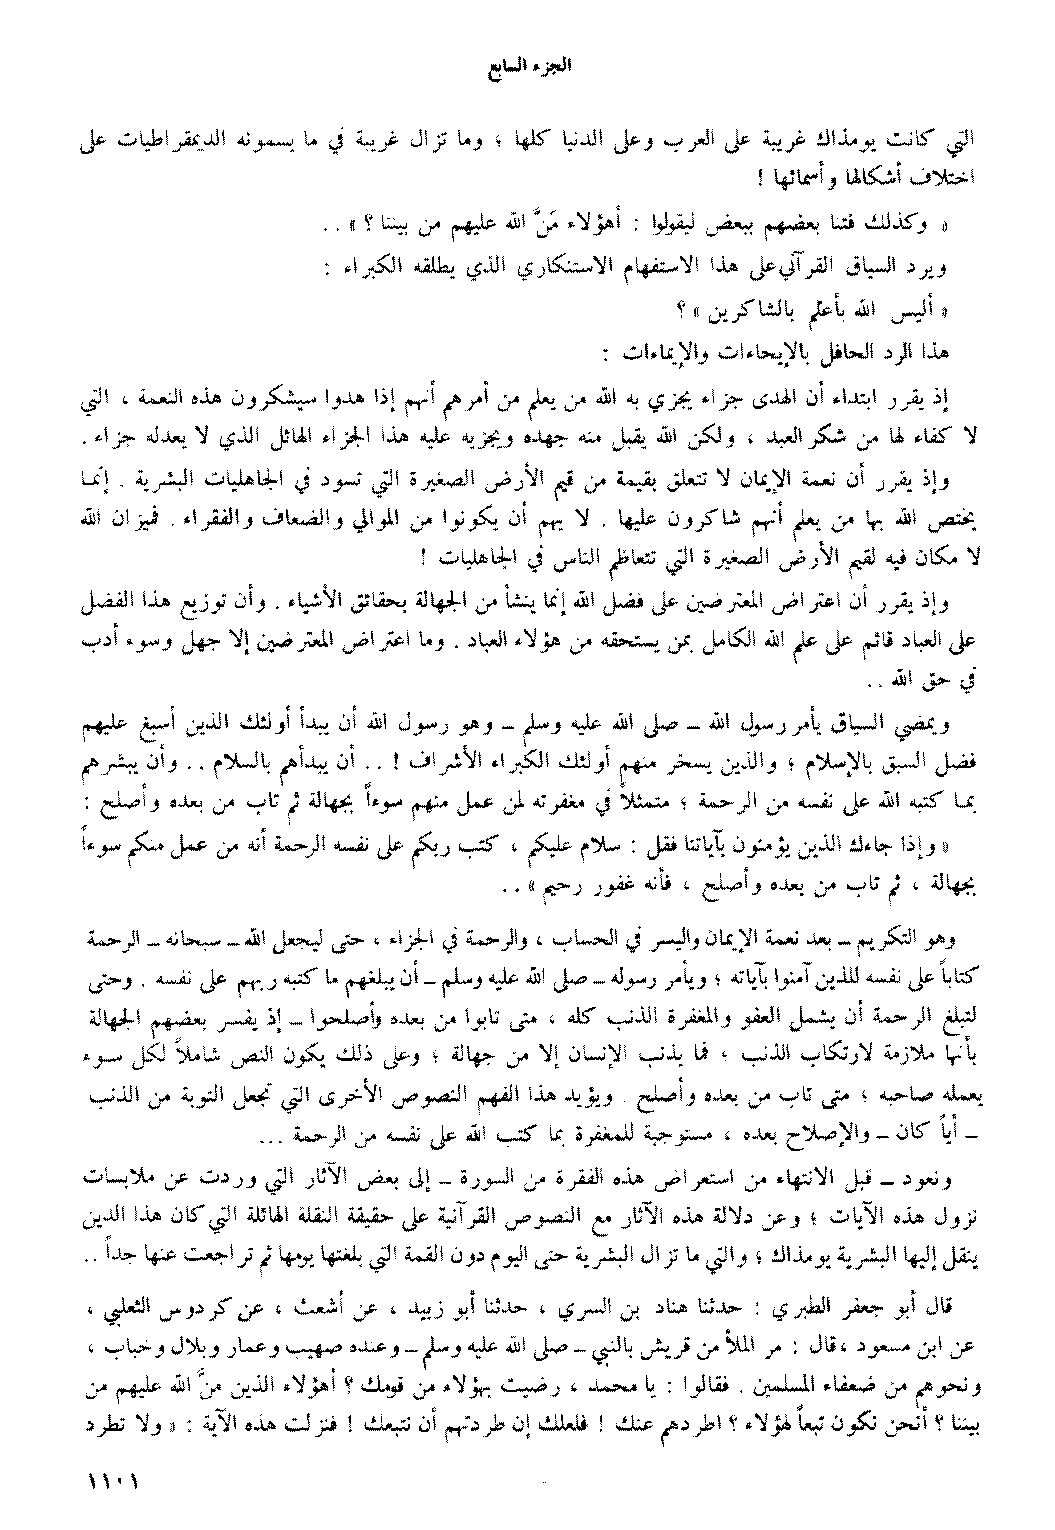 الجزء السابع
التي كانت يومذاك غريبة على العرب وعلى الدنيا كلها ؛ وما تزال غريبة في ما يسمونه الديمقراطيات على
اختلاف أشكالها وأسمائها !
« وكذلك فتنا بعضهم ببعض ليقولوا : أهؤلاء مَنَّ الله عليهم من بيننا ؟ » . .
ويرد السياق القرآني على هذا الاستفهام الاستنكاري الذي يطلقه الكبراء :
« أليس الله بأعلم بالشاكرين » ؟
هذا الرد الحافل بالإيحاءات والإيماءات :
إذ يقرر ابتداء أن الهدى جزاء يجزي به الله من يعلم من أمرهم أنهم إذا هدوا سيشكرون هذه النعمة ، التي
لا كفاء لها من شكر العبد ، ولكن الله يقبل منه جهده ويجزيه عليه هذا الجزاء الهائل الذي لا يعدله جزاء .
وإذ يقرر أن نعمة الإيمان لا تتعلق بقيمة من قيم الأرض الصغيرة التي تسود في الجاهليات البشرية . إنما
يختص الله بها من يعلم أنهم شاكرون عليها . لا يهم أن يكونوا من الموالي والضعاف والفقراء . فميزان الله
لا مكان فيه لقيم الأرض الصغيرة التي تتعاظم الناس في الجاهليات !
وإذ يقرر أن اعتراض المعترضين على فضل الله إنما ينشأ من الجهالة بحقائق الأشياء . وأن توزيع هذا الفضل
على العباد قائم على علم الله الكامل بمن يستحقه من هؤلاء العباد . وما اعتراض المعترضين إلا جهل وسوء أدب
في حق الله . .
ويمضي السياق يأمر رسول الله – صلى الله عليه وسلم – وهو رسول الله أن يبدأ أولئك الذين أسبغ عليهم
فضل السبق بالإسلام ؛ والذين يسخر منهم أولئك الكبراء الأشراف ! . . أن يبدأهم بالسلام . . وأن يبشرهم
بما كتبه الله على نفسه من الرحمة ؛ متمثلاً في مغفرته لمن عمل منهم سوءاً بجهالة ثم تاب من بعده وأصلح :
« وإذا جاءك الذين يؤمنون بآياتنا فقل : سلام عليكم ، كتب ربكم على نفسه الرحمة أنه من عمل منكم سوءاً
بجهالة ، ثم تاب من بعده وأصلح ، فأنه غفور رحيم » . .
وهو التكريم – بعد نعمة الإيمان واليسر في الحساب ، والرحمة في الجزاء ، حتى ليجعل الله – سبحانه – الرحمة
كتاباً على نفسه للذين آمنوا بآياته ؛ ويأمر رسوله – صلى الله عليه وسلم – أن يبلغهم ما كتبه ربهم على نفسه . وحتى
لتبلغ الرحمة أن يشمل العفو والمغفرة الذنب كله ، متى تابوا من بعده وأصلحوا – إذ يفسر بعضهم الجهالة
بأنها ملازمة لارتكاب الذنب ؛ فما يذنب الإنسان إلا من جهالة ؛ وعلى ذلك يكون النص شاملاً لكل سوء
يعمله صاحبه ؛ متى تاب من بعده وأصلح . ويؤيد هذا الفهم النصوص الأخرى التي تجعل التوبة من الذنب
– أياً كان – والإصلاح بعده ، مستوجبة للمغفرة بما كتب الله على نفسه من الرحمة ...
ونعود – قبل الانتهاء من استعراض هذه الفقرة من السورة – إلى بعض الآثار التي وردت عن ملابسات
نزول هذه الآيات ؛ وعن دلالة هذه الآثار مع النصوص القرآنية على حقيقة النقلة الهائلة التي كان هذا الدين
ينقل إليها البشرية يومذاك ؛ والتي ما تزال البشرية حتى اليوم دون القمة التي بلغتها يومها ثم تراجعت عنها جداً . .
قال أبو جعفر الطبري : حدثنا هناد بن السري ، حدثنا أبو زبيد ، عن أشعث ، عن كردوس الثعلبي ،
عن ابن مسعود ، قال : مر الملأ من قريش بالنبي – صلى الله عليه وسلم – وعنده صهيب وعمار وبلال وخباب ،
ونحوهم من ضعفاء المسلمين . فقالوا : يا محمد ، رضيت بهؤلاء من قومك ؟ أهؤلاء الذين منَّ الله عليهم من
بيننا ؟ أنحن نكون تبعاً لهؤلاء ؟ اطردهم عنك ! فلعلك إن طردتهم أن نتبعك ! فنزلت هذه الآية : « ولا تطرد
١١٠١